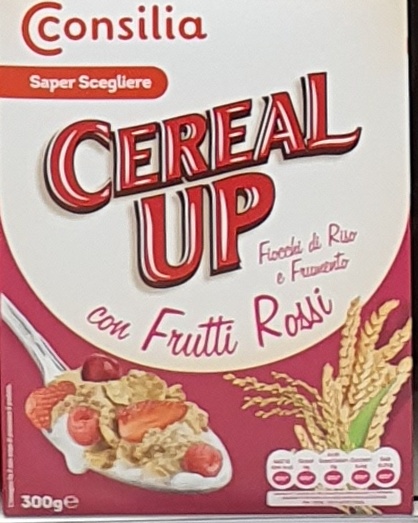 Consilia
Saper Scegliere
CEREAL
UP
Fiocchi di Riso
e Frumento
con Frutti Rossi
300g℮